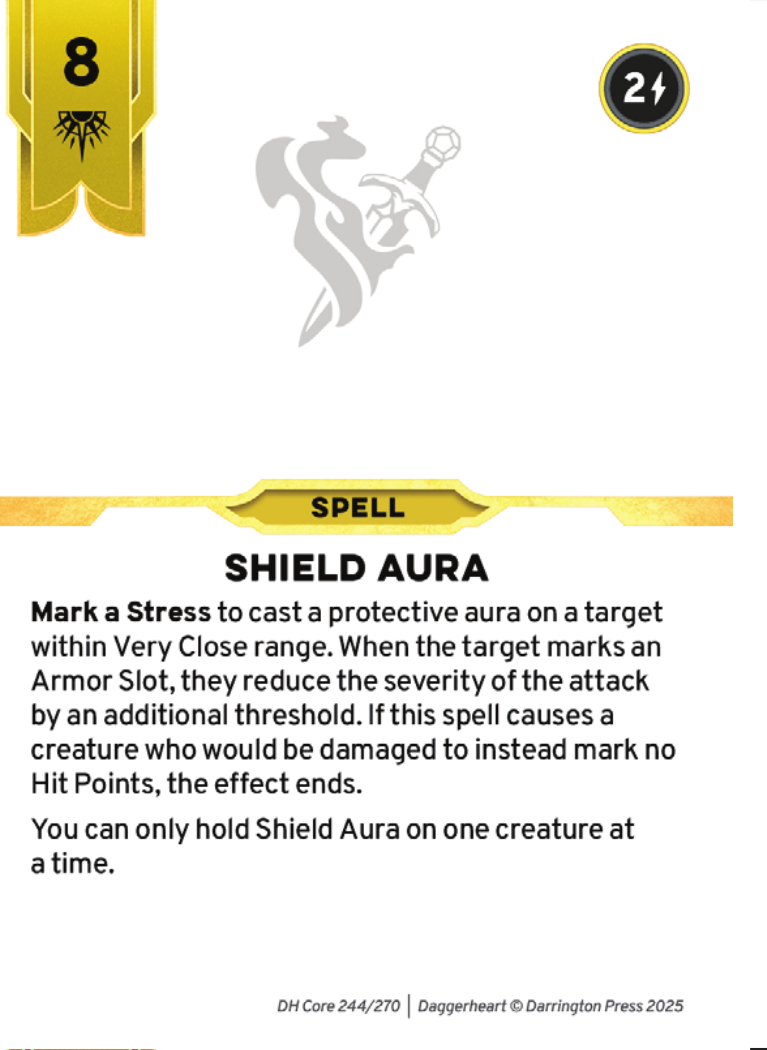 8
2
SPELL
SHIELD AURA
Mark a Stress to cast a protective aura on a target
within Very Close range. When the target marks an
Armor Slot, they reduce the severity of the attack
by an additional threshold. If this spell causes a
creature who would be damaged to instead mark no
Hit Points, the effect ends.
You can only hold Shield Aura on one creature at
a time.
DH Core 244/270 | Daggerheart © Darrington Press 2025